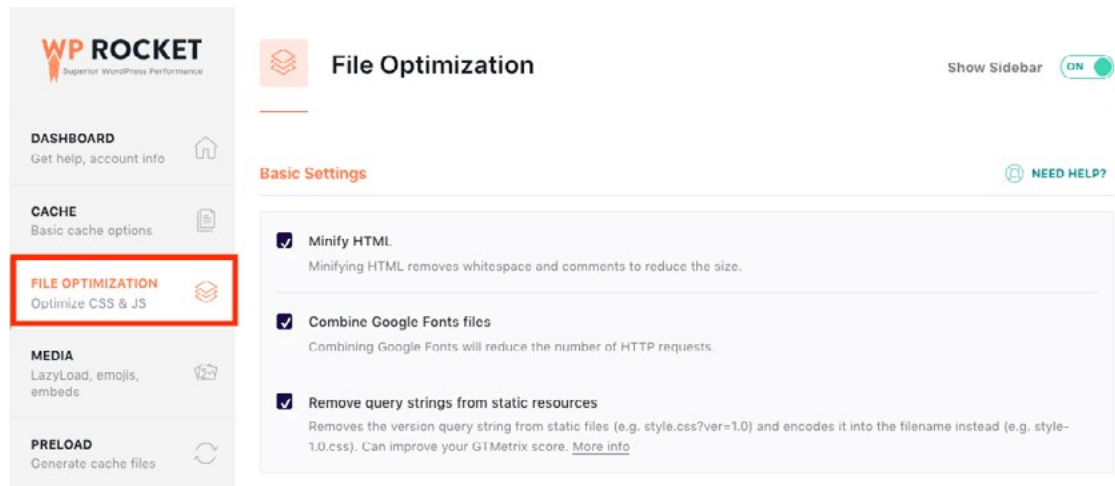 WP ROCKET
Superior WordPress Performance
DASHBOARD
Get help, account info
CACHE
Basic cache options
FILE OPTIMIZATION
Optimize CSS & JS
MEDIA
LazyLoad, emojis,
embeds
PRELOAD
Generate cache files
File Optimization
Show Sidebar ON
Basic Settings
NEED HELP?
Minify HTML
Minifying HTML removes whitespace and comments to reduce the size.
Combine Google Fonts files
Combining Google Fonts will reduce the number of HTTP requests.
Remove query strings from static resources
Removes the version query string from static files (e.g. style.css?ver=1.0) and encodes it into the filename instead (e.g. style-
1.0.css). Can improve your GTMetrix score. More info